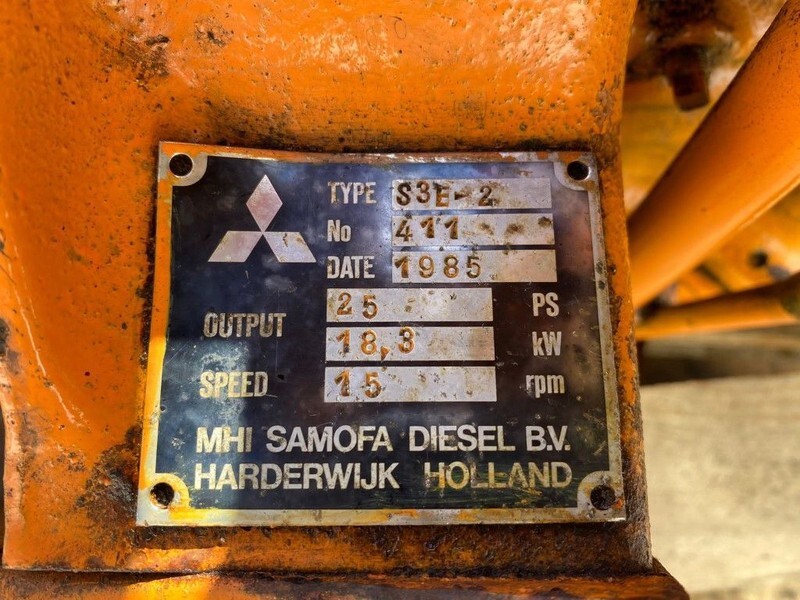 TYPE S3E-2
No 411
DATE 1985
OUTPUT
25 PS
18,3 kW
SPEED 15 rpm
MHI SAMOFA DIESEL B.V.
HARDERWIJK HOLLAND